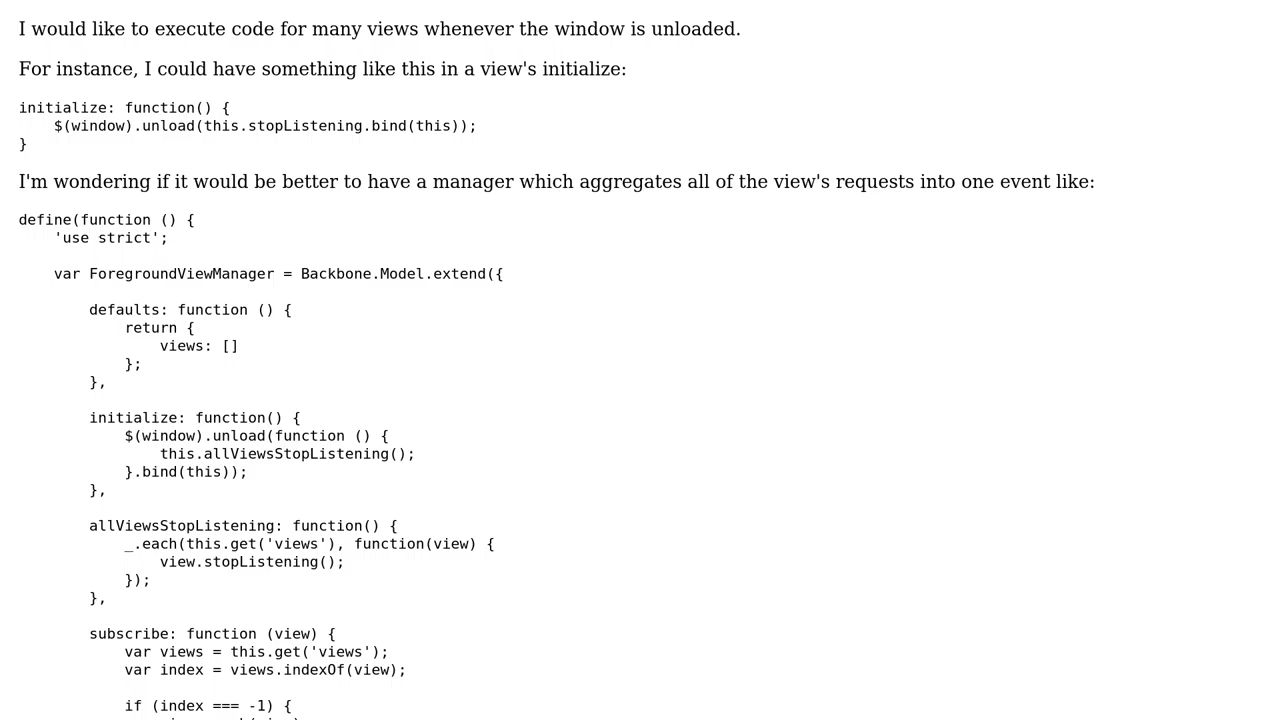 I would like to execute code for many views whenever the window is unloaded.
For instance, I could have something like this in a view's initialize:
initialize: function() {
    $(window).unload(this.stopListening.bind(this));
}
I'm wondering if it would be better to have a manager which aggregates all of the view's requests into one event like:
define(function () {
    'use strict';

    var ForegroundViewManager = Backbone.Model.extend({

        defaults: function () {
            return {
                views: []
            };
        },

        initialize: function() {
            $(window).unload(function () {
                this.allViewsStopListening();
            }.bind(this));
        },

        allViewsStopListening: function() {
            _.each(this.get('views'), function(view) {
                view.stopListening();
            });
        },

        subscribe: function (view) {
            var views = this.get('views');
            var index = views.indexOf(view);

            if (index === -1) {